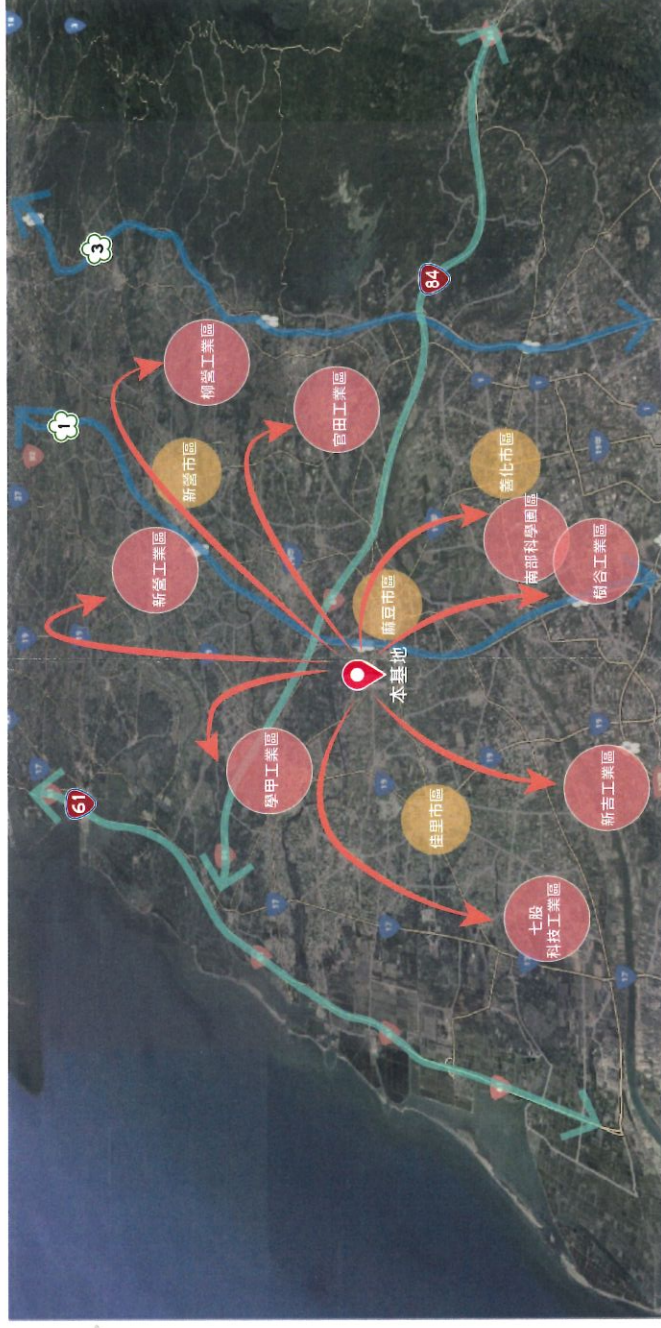 3
1
柳營工業區
84
官田工業區
新營市區
善化市區
新營工業區
南部科學園區
樹谷工業區
麻豆市區
本基地
學甲工業區
61
新吉工業區
佳里市區
七股
科技工業區